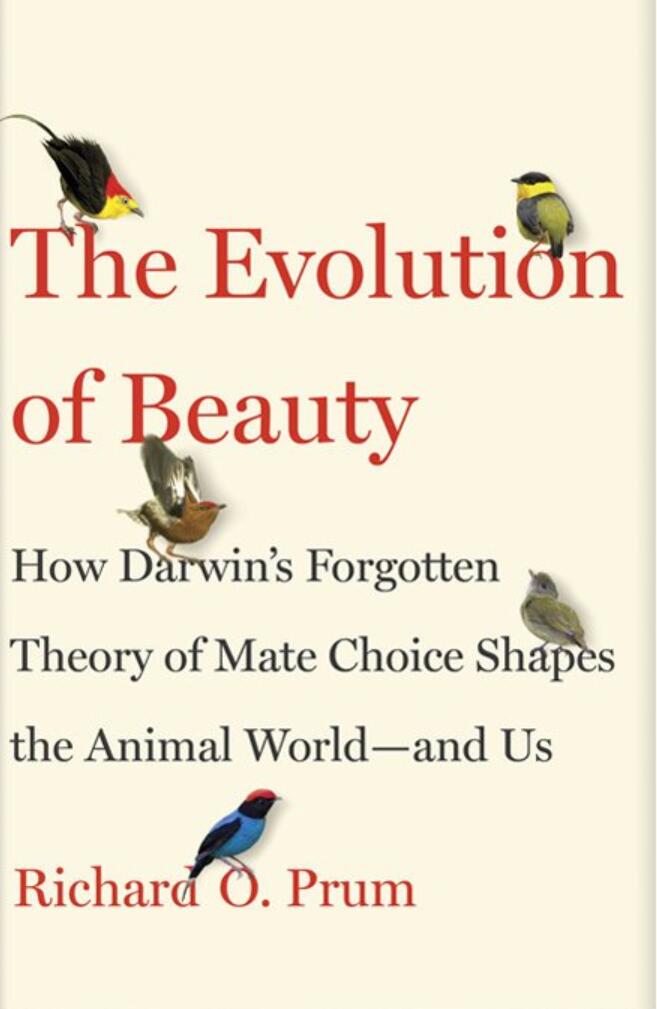 The Evolution
of Beauty
How Darwin's Forgotten
Theory of Mate Choice Shapes
the Animal World—and Us
Richard O. Prum